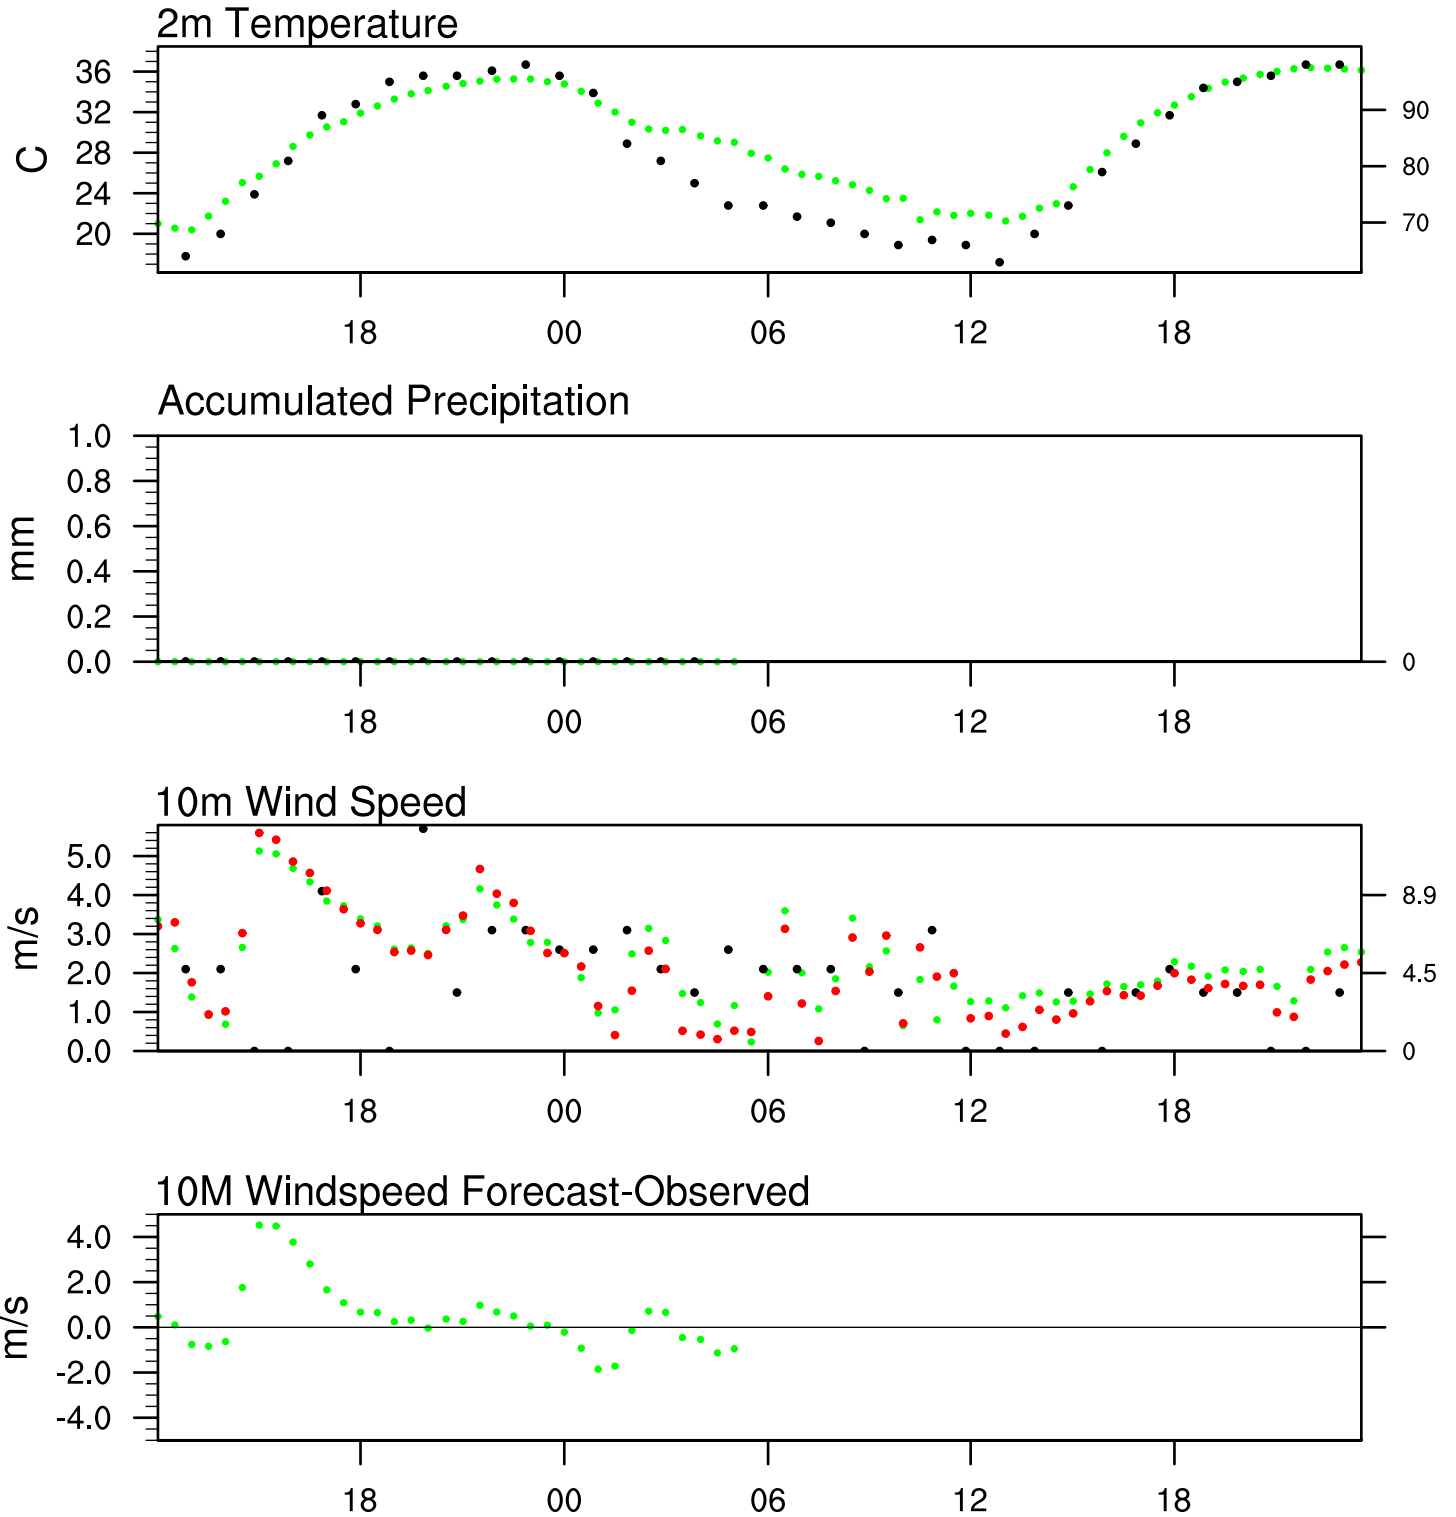 2m Temperature
36
32
28
24
20
C
90
80
70
18 00 06 12 18
Accumulated Precipitation
1.0
0.8
0.6
0.4
0.2
0.0
mm
0
18 00 06 12 18
10m Wind Speed
5.0
4.0
3.0
2.0
1.0
0.0
m/s
8.9
4.5
0
18 00 06 12 18
10M Windspeed Forecast-Observed
4.0
2.0
0.0
-2.0
-4.0
m/s
18 00 06 12 18